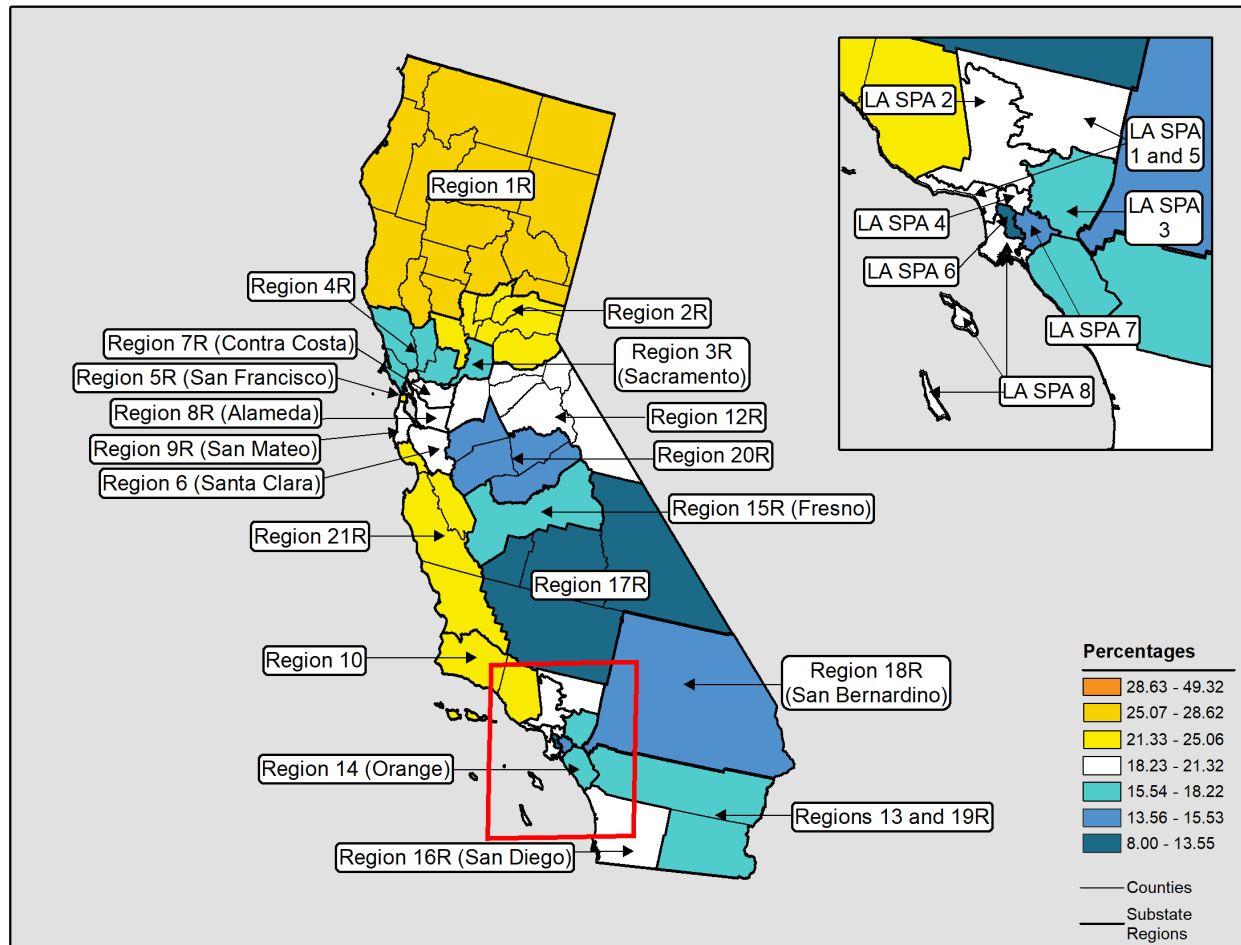 Region 1R
Region 4R
Region 2R
Region 7R (Contra Costa)
Region 3R
(Sacramento)
Region 5R (San Francisco)
Region 8R (Alameda)
Region 12R
Region 9R (San Mateo)
Region 20R
Region 6 (Santa Clara)
Region 15R (Fresno)
Region 21R
Region 17R
Region 10
Region 18R
(San Bernardino)
Region 14 (Orange)
Regions 13 and 19R
Region 16R (San Diego)
LA SPA 2
LA SPA
1 and 5
LA SPA 4
LA SPA
3
LA SPA 6
LA SPA 7
LA SPA 8
Percentages
28.63 - 49.32
25.07 - 28.62
21.33 - 25.06
18.23 - 21.32
15.54 - 18.22
13.56 - 15.53
8.00 - 13.55
Counties
Substate
Regions